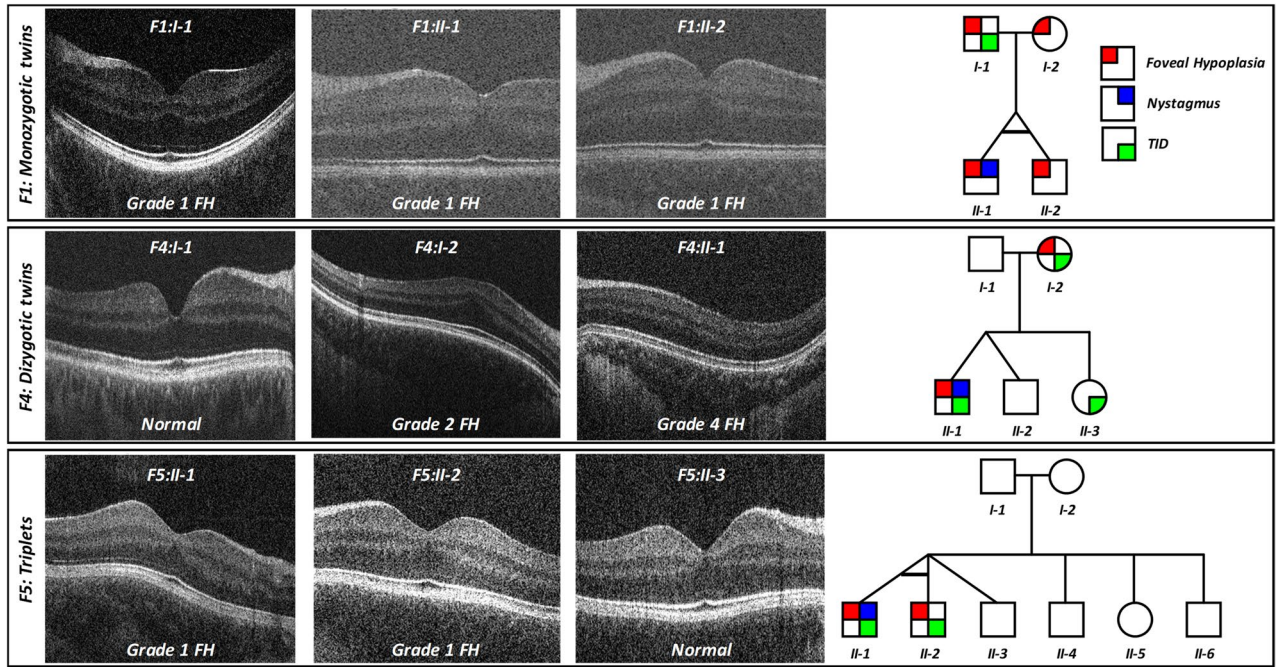 F1: Monozygotic twins
F1:I-1
Grade 1 FH
F1:II-1
Grade 1 FH
F1:II-2
Grade 1 FH
I-1
I-2
II-1
II-2
Foveal Hypoplasia
Nystagmus
TID
F4: Dizygotic twins
F4:I-1
Normal
F4:I-2
Grade 2 FH
F4:II-1
Grade 4 FH
I-1
I-2
II-1
II-2
II-3
F5: Triplets
F5:II-1
Grade 1 FH
F5:II-2
Grade 1 FH
F5:II-3
Normal
I-1
I-2
II-1
II-2
II-3
II-4
II-5
II-6